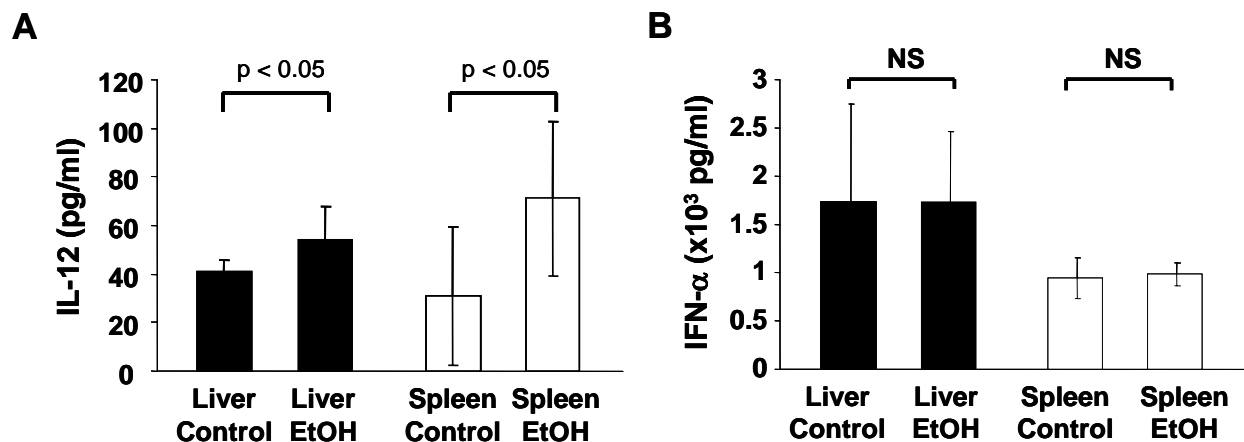 A
IL-12 (pg/ml)
p < 0.05
p < 0.05
120
100
80
60
40
20
0
Liver Control
Liver EtOH
Spleen Control
Spleen EtOH
B
IFN-α (x10³ pg/ml)
NS
NS
3
2.5
2
1.5
1
0.5
0
Liver Control
Liver EtOH
Spleen Control
Spleen EtOH